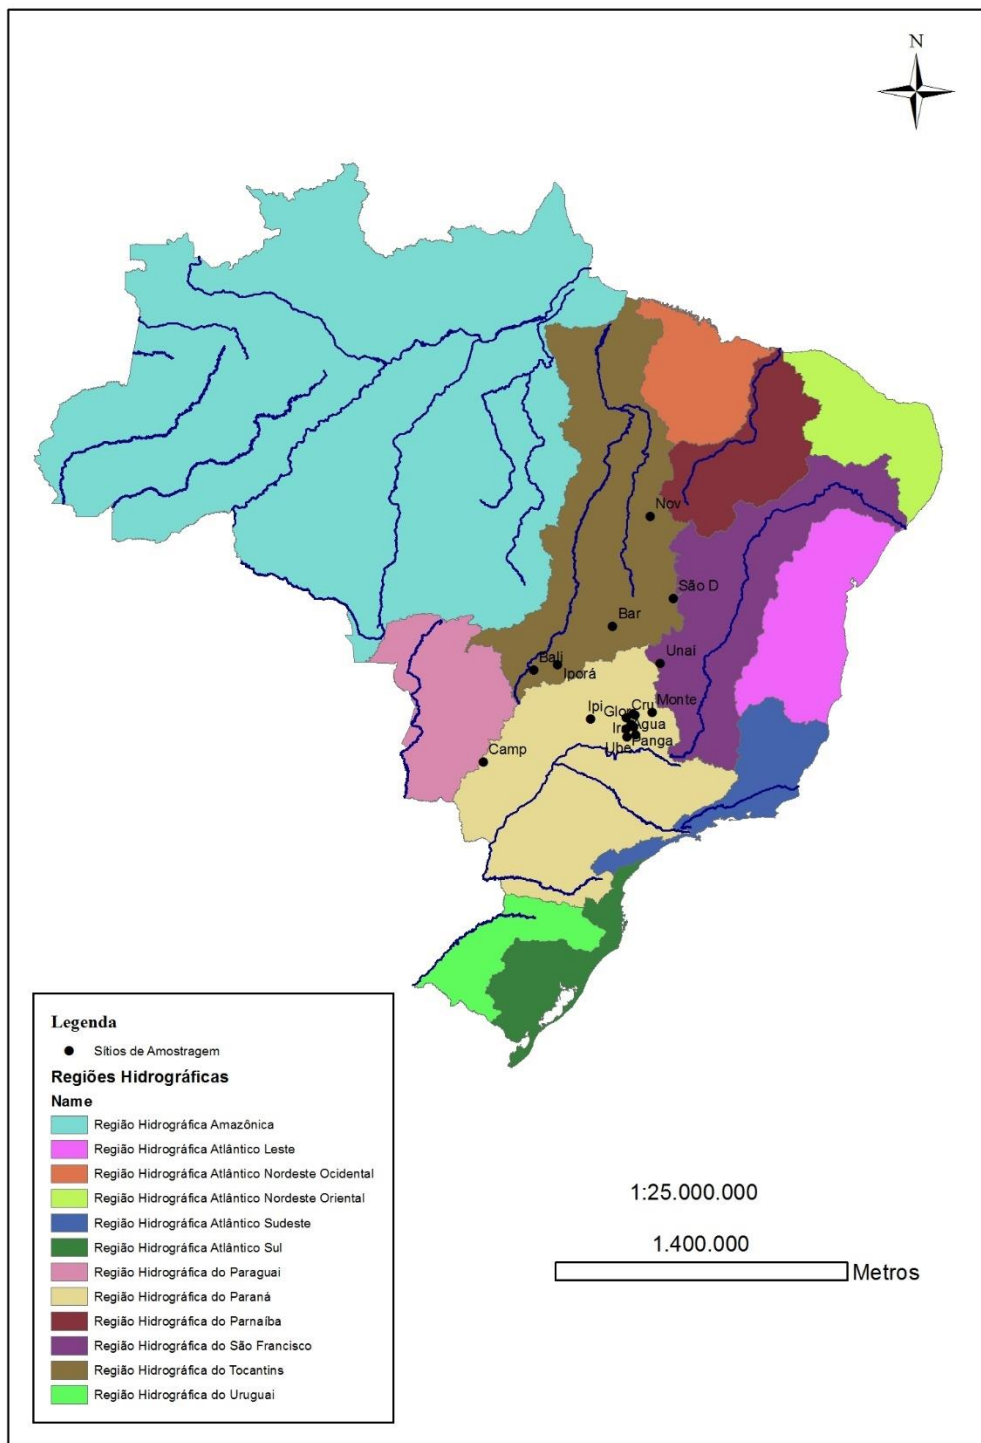 N
Nov
São D
Bar
Unaí
Bali
Iporá
Ipi
Glor
Cru
Monte
Água
Ira
Panga
Ube
Camp
Legenda
Sítios de Amostragem
Regiões Hidrográficas
Name
Região Hidrográfica Amazônica
Região Hidrográfica Atlântico Leste
Região Hidrográfica Atlântico Nordeste Ocidental
Região Hidrográfica Atlântico Nordeste Oriental
Região Hidrográfica Atlântico Sudeste
Região Hidrográfica Atlântico Sul
Região Hidrográfica do Paraguai
Região Hidrográfica do Paraná
Região Hidrográfica do Parnaíba
Região Hidrográfica do São Francisco
Região Hidrográfica do Tocantins
Região Hidrográfica do Uruguai
1:25.000.000
1.400.000
Metros